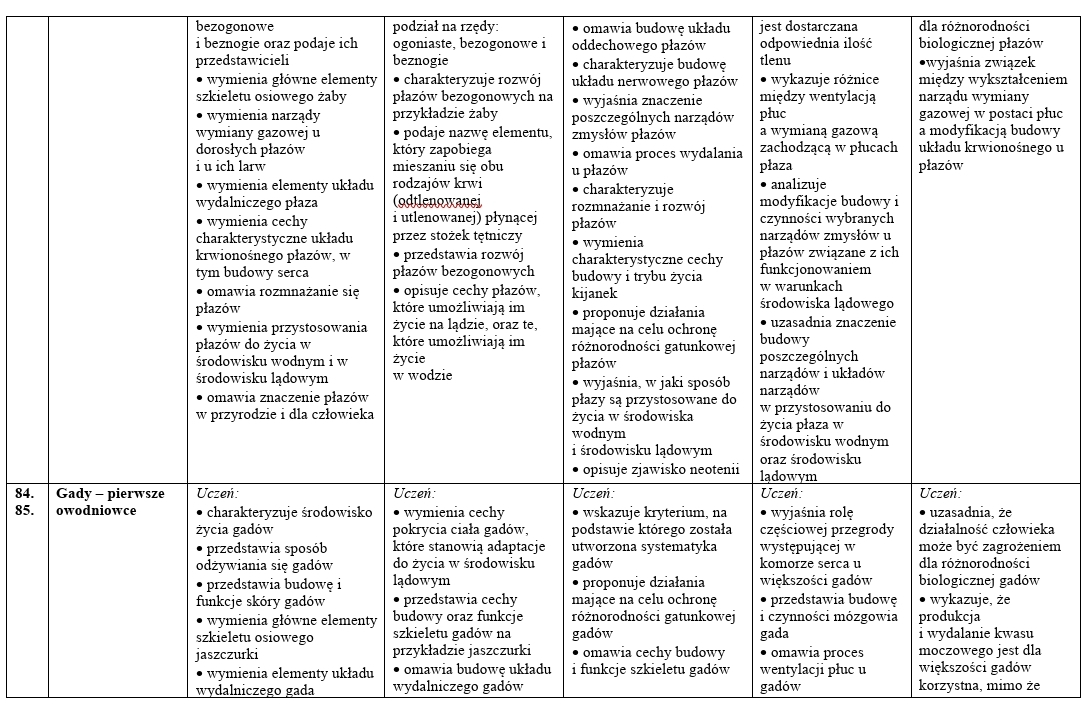 bezogonowe
i beznogie oraz podaje ich
przedstawicieli
• wymienia główne elementy
szkieletu osiowego żaby
• wymienia narządy
wymiany gazowej u
dorosłych płazów
i u ich larw
• wymienia elementy układu
wydalniczego płaza
• wymienia cechy
charakterystyczne układu
krwionośnego płazów, w
tym budowy serca
• omawia rozmnażanie się
płazów
• wymienia przystosowania
płazów do życia w
środowisku wodnym i w
środowisku lądowym
• omawia znaczenie płazów
w przyrodzie i dla człowieka
podział na rzędy:
ogoniaste, bezogonowe i
beznogie
• charakteryzuje rozwój
płazów bezogonowych na
przykładzie żaby
• podaje nazwę elementu,
który zapobiega
mieszaniu się obu
rodzajów krwi
(odtlenowanej
i utlenowanej) płynącej
przez stożek tętniczy
• przedstawia rozwój
płazów bezogonowych
• opisuje cechy płazów,
które umożliwiają im
życie na lądzie, oraz te,
które umożliwiają im
życie
w wodzie
• omawia budowę układu
oddechowego płazów
• charakteryzuje budowę
układu nerwowego płazów
• wyjaśnia znaczenie
poszczególnych narządów
zmysłów płazów
• omawia proces wydalania
u płazów
• charakteryzuje
rozmnażanie i rozwój
płazów
• wymienia
charakterystyczne cechy
budowy i trybu życia
kijanek
• proponuje działania
mające na celu ochronę
różnorodności gatunkowej
płazów
• wyjaśnia, w jaki sposób
płazy są przystosowane do
życia w środowiska
wodnym
i środowisku lądowym
• opisuje zjawisko neotenii
jest dostarczana
odpowiednia ilość
tlenu
• wykazuje różnice
między wentylacją
płuc
a wymianą gazową
zachodzącą w płucach
płaza
• analizuje
modyfikacje budowy i
czynności wybranych
narządów zmysłów u
płazów związane z ich
funkcjonowaniem
w warunkach
środowiska lądowego
• uzasadnia znaczenie
budowy
poszczególnych
narządów i układów
narządów
w przystosowaniu do
życia płaza w
środowisku wodnym
oraz środowisku
lądowym
dla różnorodności
biologicznej płazów
•wyjaśnia związek
między wykształceniem
narządu wymiany
gazowej w postaci płuc
a modyfikacją budowy
układu krwionośnego u
płazów
84.
85.
Gady – pierwsze
owodniowce
Uczeń:
• charakteryzuje środowisko
życia gadów
• przedstawia sposób
odżywiania się gadów
• przedstawia budowę i
funkcje skóry gadów
• wymienia główne elementy
szkieletu osiowego
jaszczurki
• wymienia elementy układu
wydalniczego gada
Uczeń:
• wymienia cechy
pokrycia ciała gadów,
które stanowią adaptacje
do życia w środowisku
lądowym
• przedstawia cechy
budowy oraz funkcje
szkieletu gadów na
przykładzie jaszczurki
• omawia budowę układu
wydalniczego gadów
Uczeń:
• wskazuje kryterium, na
podstawie którego została
utworzona systematyka
gadów
• proponuje działania
mające na celu ochronę
różnorodności gatunkowej
gadów
• omawia cechy budowy
i funkcje szkieletu gadów
Uczeń:
• wyjaśnia rolę
częściowej przegrody
występującej w
komorze serca u
większości gadów
• przedstawia budowę
i czynności mózgowia
gada
• omawia proces
wentylacji płuc u
gadów
Uczeń:
• uzasadnia, że
działalność człowieka
może być zagrożeniem
dla różnorodności
biologicznej gadów
• wykazuje, że
produkcja
i wydalanie kwasu
moczowego jest dla
większości gadów
korzystna, mimo że